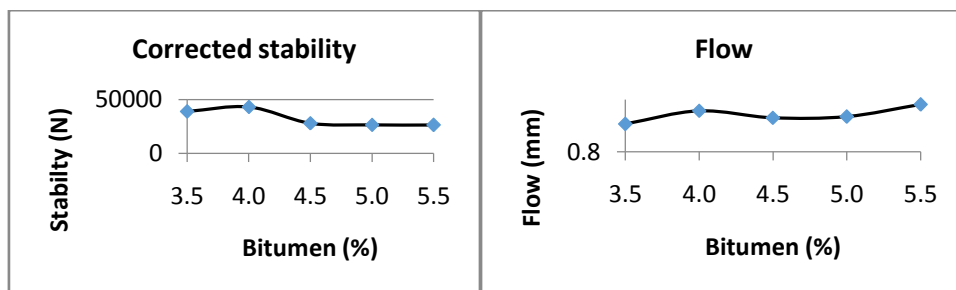 Corrected stability
50000
0
Stabilty (N)
3.5 4.0 4.5 5.0 5.5
Bitumen (%)
Flow
0.8
Flow (mm)
3.5 4.0 4.5 5.0 5.5
Bitumen (%)